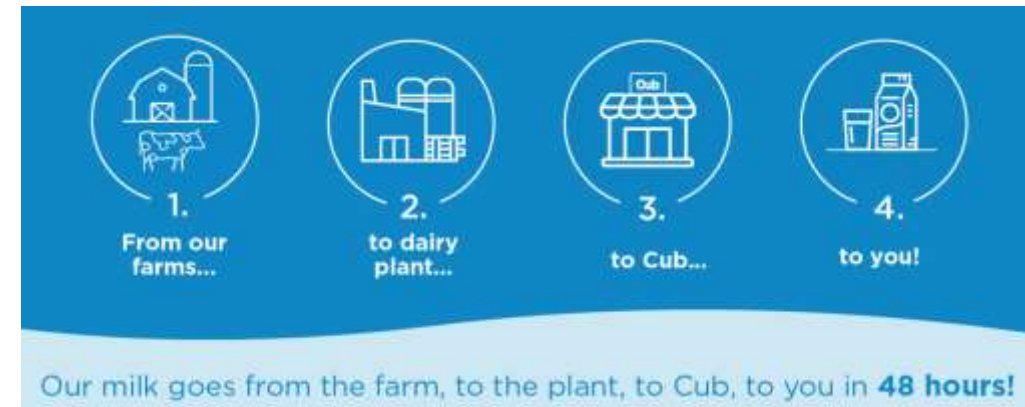 Cub
1.
From our
farms...
2.
to dairy
plant...
3.
to Cub...
4.
to you!
Our milk goes from the farm, to the plant, to Cub, to you in 48 hours!